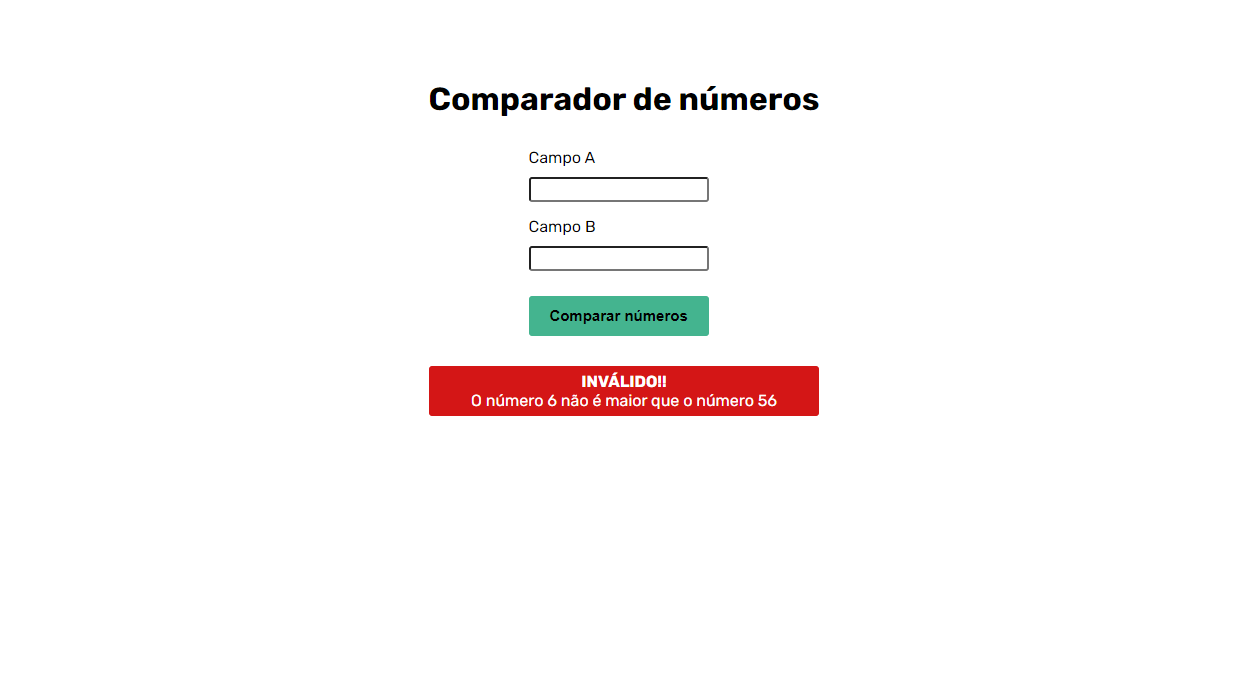 Comparador de números
Campo A
Campo B
Comparar números
INVÁLIDO!!
O número 6 não é maior que o número 56